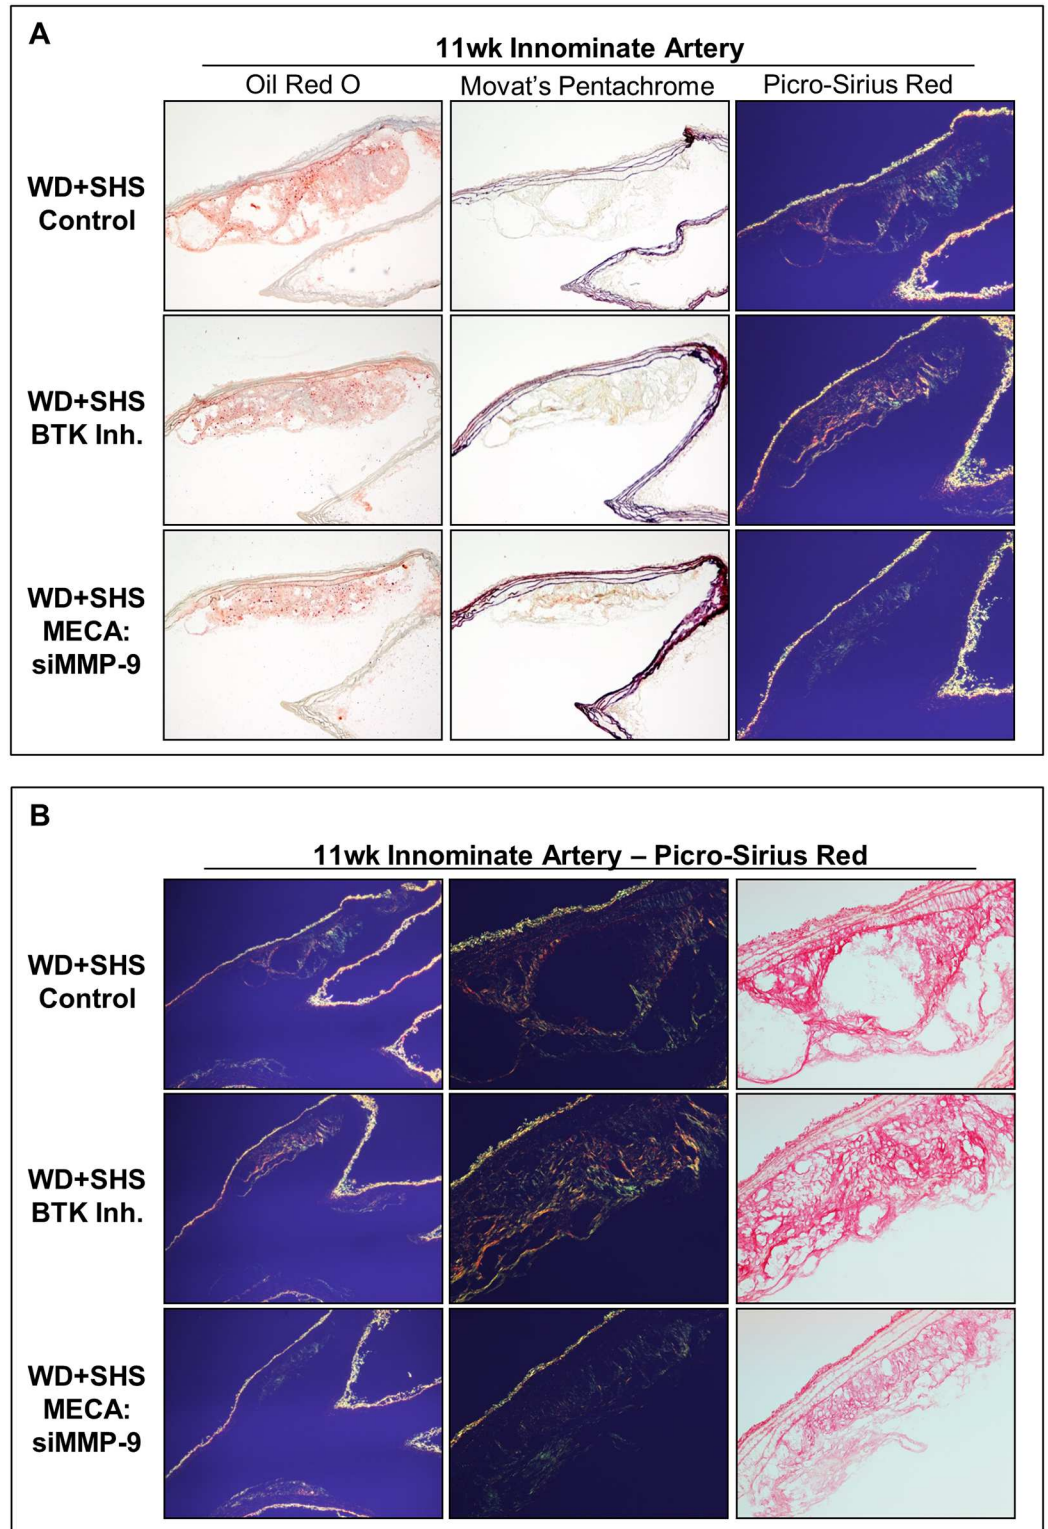 A
11wk Innominate Artery
Oil Red O
Movat's Pentachrome
Picro-Sirius Red
WD+SHS
Control
WD+SHS
BTK Inh.
WD+SHS
MECA:
siMMP-9
B
11wk Innominate Artery – Picro-Sirius Red
WD+SHS
Control
WD+SHS
BTK Inh.
WD+SHS
MECA:
siMMP-9